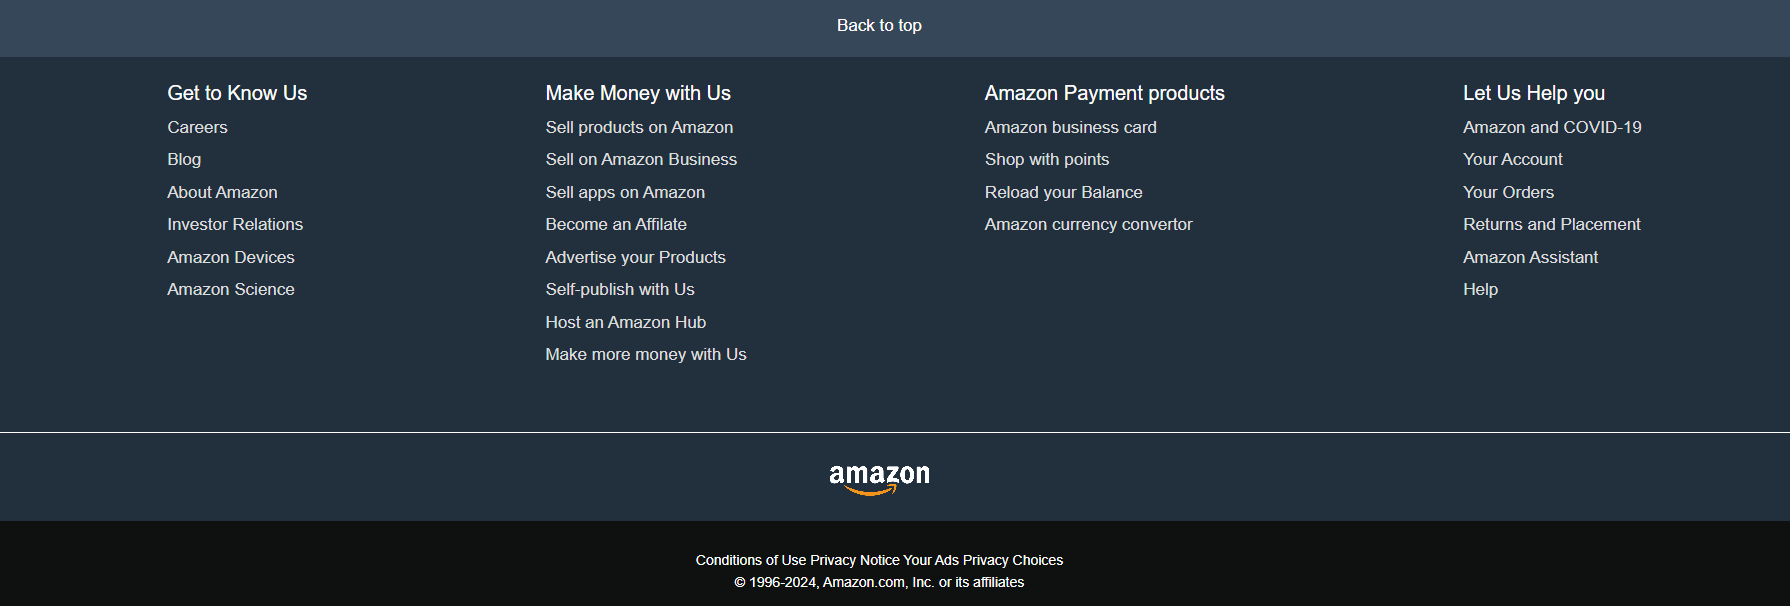 Back to top
Get to Know Us
Careers
Blog
About Amazon
Investor Relations
Amazon Devices
Amazon Science
Make Money with Us
Sell products on Amazon
Sell on Amazon Business
Sell apps on Amazon
Become an Affilate
Advertise your Products
Self-publish with Us
Host an Amazon Hub
Make more money with Us
Amazon Payment products
Amazon business card
Shop with points
Reload your Balance
Amazon currency convertor
Let Us Help you
Amazon and COVID-19
Your Account
Your Orders
Returns and Placement
Amazon Assistant
Help
amazon
Conditions of Use Privacy Notice Your Ads Privacy Choices
© 1996-2024, Amazon.com, Inc. or its affiliates